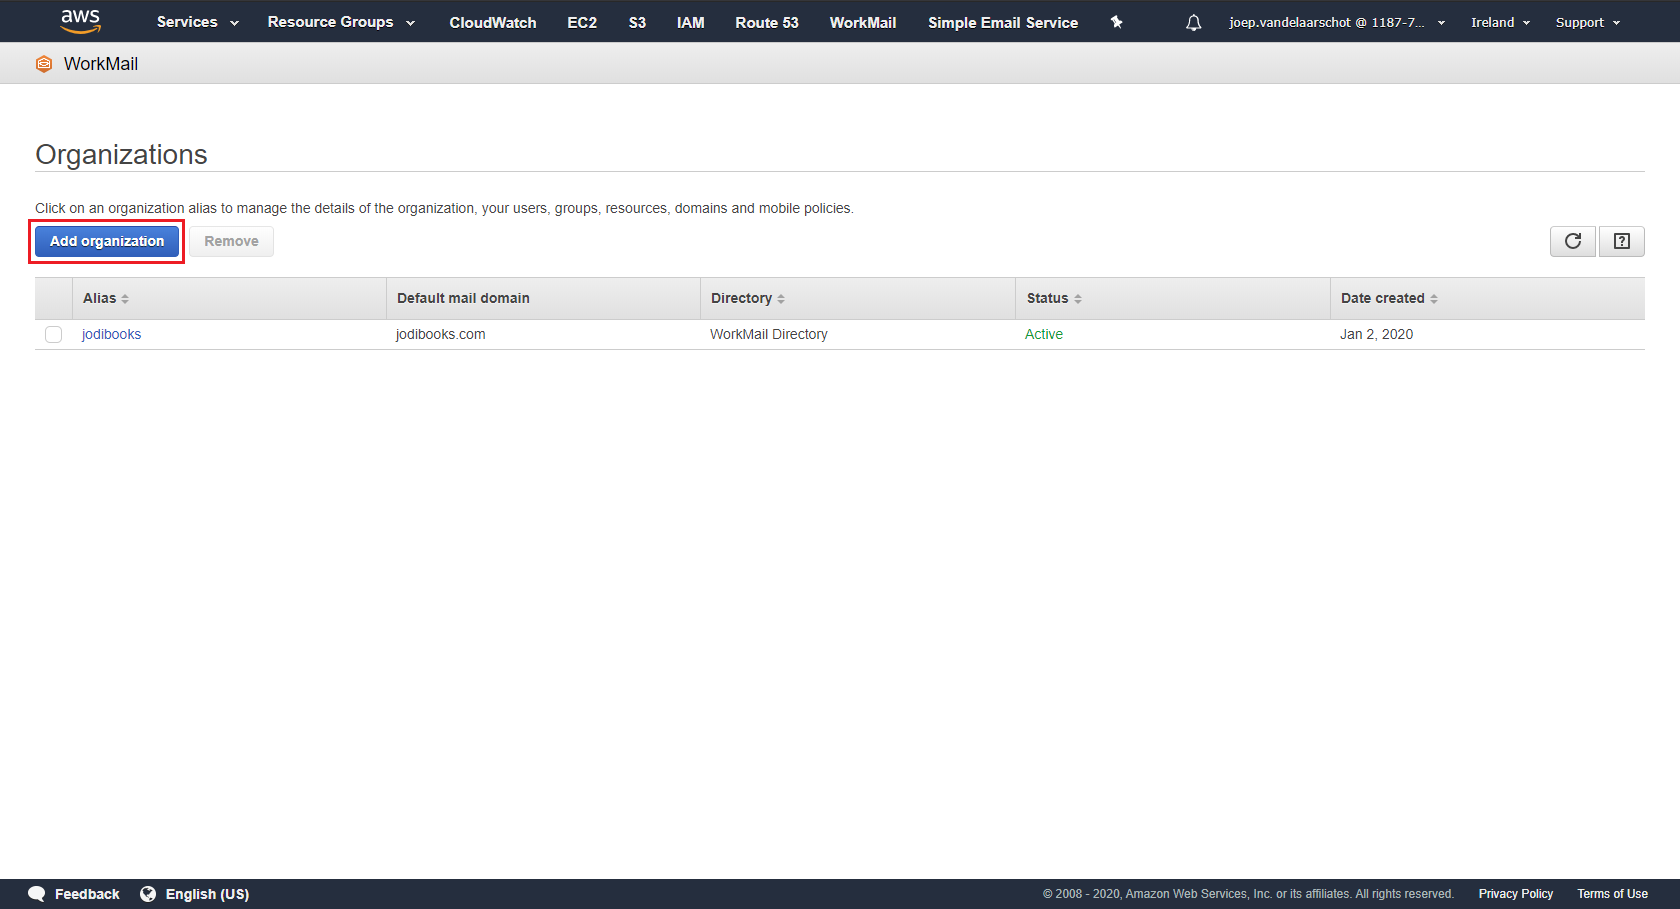 aws Services Resource Groups CloudWatch EC2 S3 IAM Route 53 WorkMail Simple Email Service joep.vandelaarschot @ 1187-7... Ireland Support
WorkMail
Organizations
Click on an organization alias to manage the details of the organization, your users, groups, resources, domains and mobile policies.
Add organization Remove ?
Alias Default mail domain Directory Status Date created
jodibooks jodibooks.com WorkMail Directory Active Jan 2, 2020
Feedback English (US) © 2008 - 2020, Amazon Web Services, Inc. or its affiliates. All rights reserved. Privacy Policy Terms of Use